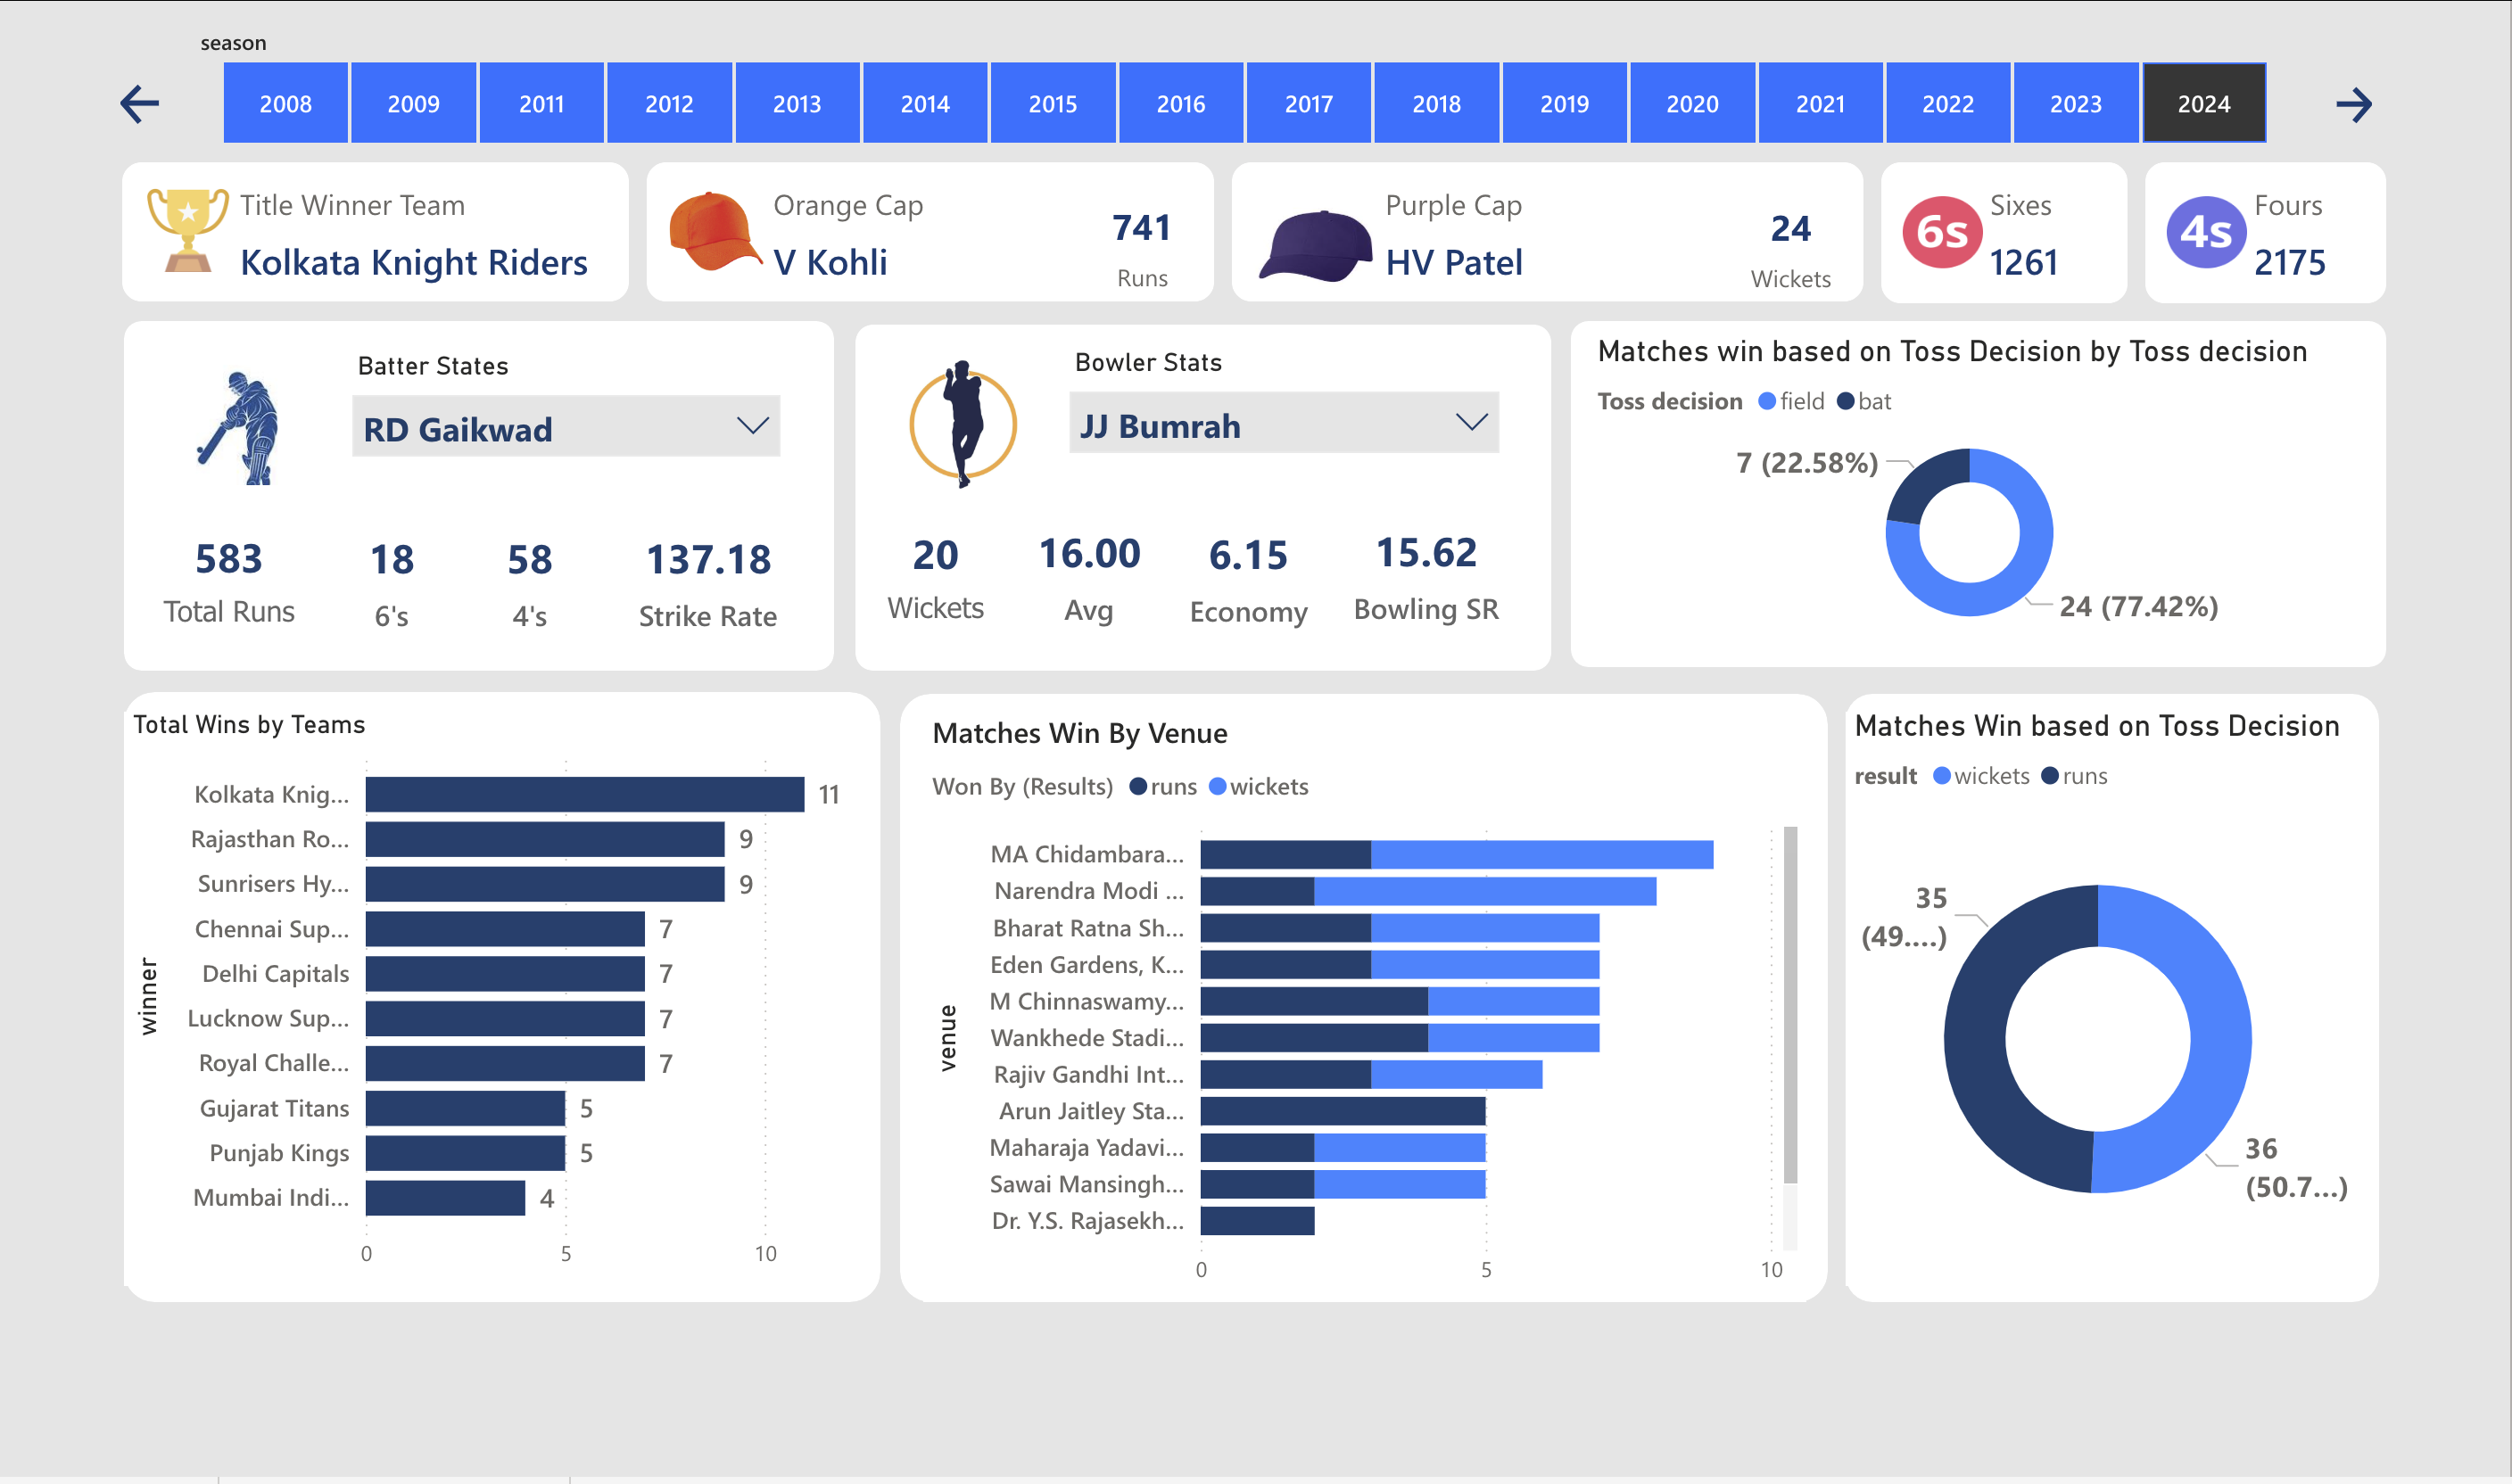 season
2008 2009 2011 2012 2013 2014 2015 2016 2017 2018 2019 2020 2021 2022 2023 2024
Title Winner Team
Kolkata Knight Riders
Orange Cap
V Kohli
741
Runs
Purple Cap
HV Patel
24
Wickets
6s
Sixes
1261
4s
Fours
2175
Batter States
RD Gaikwad
583 18 58 137.18
Total Runs 6's 4's Strike Rate
Bowler Stats
JJ Bumrah
20 16.00 6.15 15.62
Wickets Avg Economy Bowling SR
Matches win based on Toss Decision by Toss decision
Toss decision field bat
7 (22.58%)
24 (77.42%)
Total Wins by Teams
winner
Kolkata Knig... 11
Rajasthan Ro... 9
Sunrisers Hy... 9
Chennai Sup... 7
Delhi Capitals 7
Lucknow Sup... 7
Royal Challe... 7
Gujarat Titans 5
Punjab Kings 5
Mumbai Indi... 4
0 5 10
Matches Win By Venue
Won By (Results) runs wickets
venue
MA Chidambara...
Narendra Modi ...
Bharat Ratna Sh...
Eden Gardens, K...
M Chinnaswamy...
Wankhede Stadi...
Rajiv Gandhi Int...
Arun Jaitley Sta...
Maharaja Yadavi...
Sawai Mansingh...
Dr. Y.S. Rajasekh...
0 5 10
Matches Win based on Toss Decision
result wickets runs
35
(49....)
36
(50.7...)